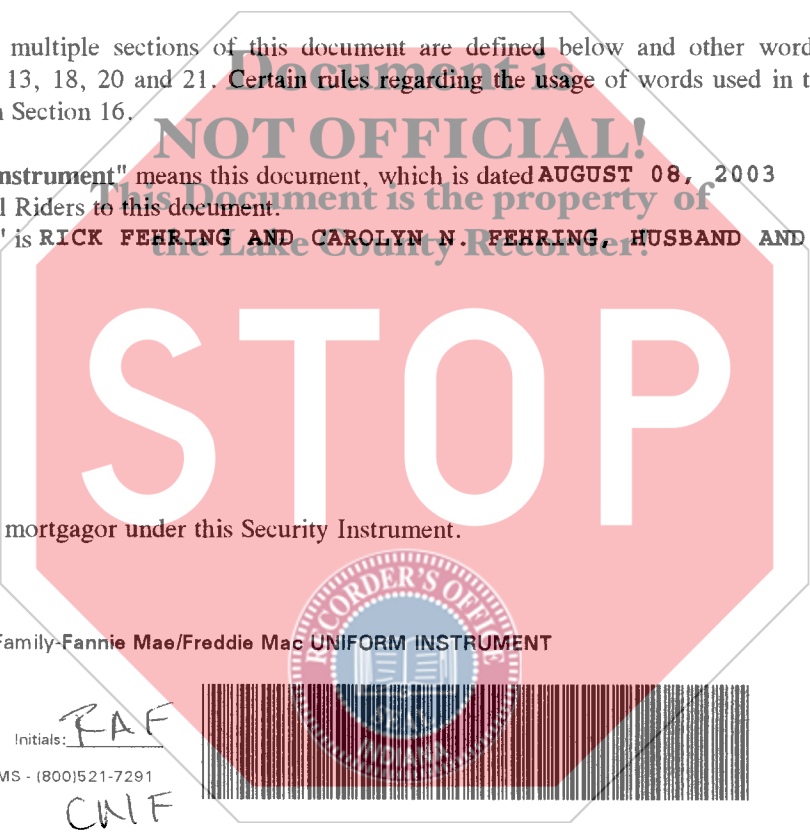 multiple sections of this document are defined below and other word
13, 18, 20 and 21. Certain rules regarding the usage of words used in t
Section 16.
Document is
NOT OFFICIAL!
nstrument" means this document, which is dated AUGUST 08, 2003
This Document is the property of
l Riders to this document.
" is RICK FEHRING AND CAROLYN N. FEHRING, HUSBAND AND
the Lake County Recorder!
STOP
mortgagor under this Security Instrument.
RECORDER'S OFFICE
Family-Fannie Mae/Freddie Mac UNIFORM INSTRUMENT
SEAL
INDIANA
Initials: RAF
MS - (800)521-7291
CNF